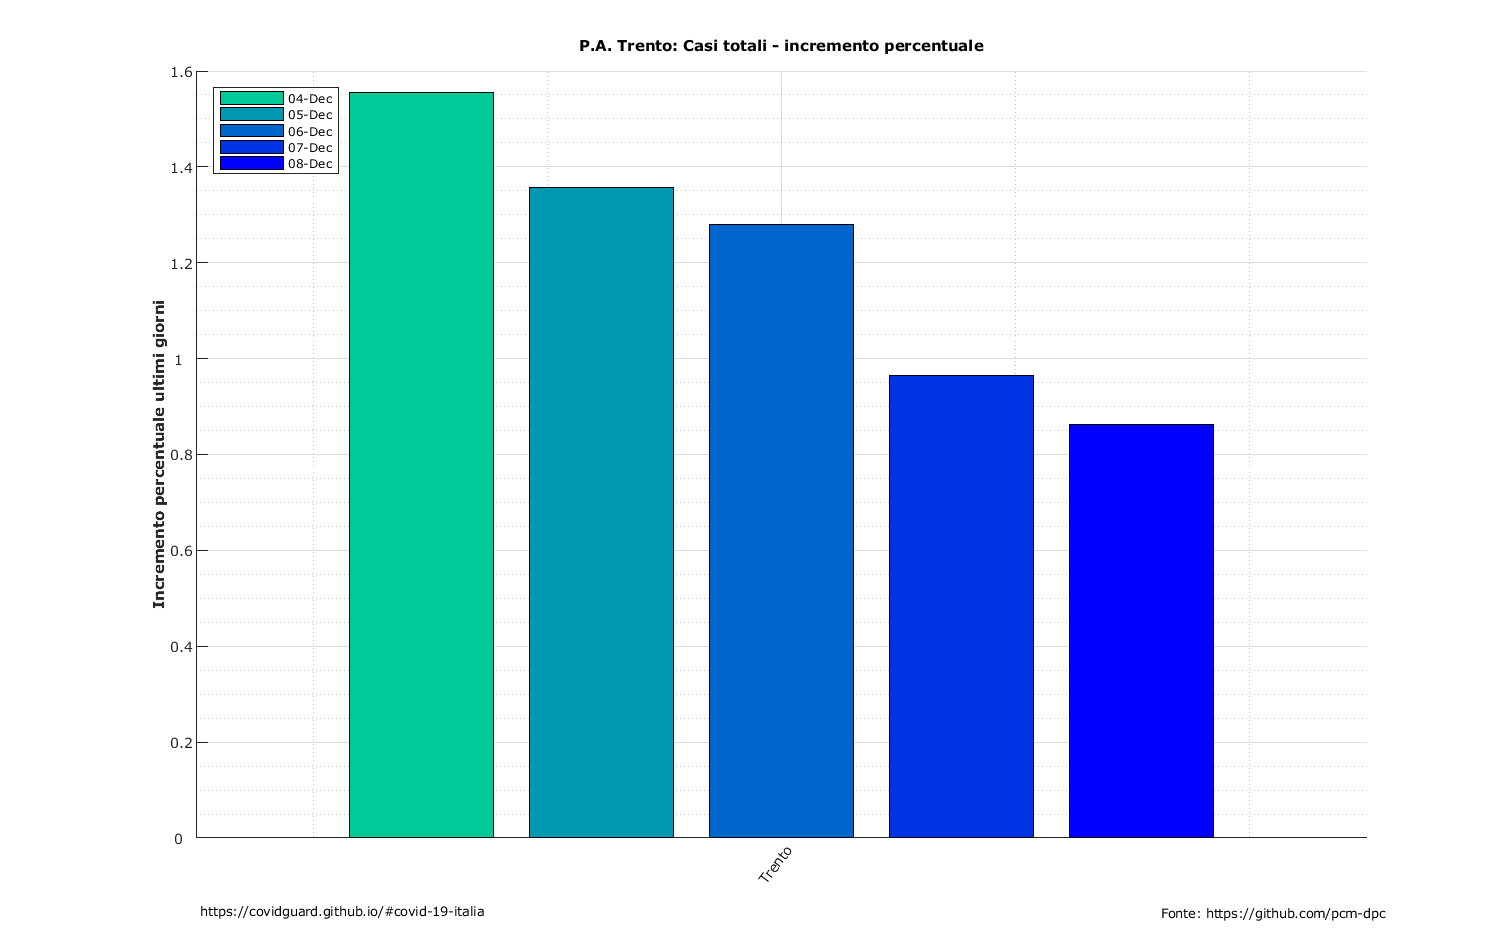 P.A. Trento: Casi totali - incremento percentuale
Incremento percentuale ultimi giorni
1.6
1.4
1.2
1
0.8
0.6
0.4
0.2
0
04-Dec
05-Dec
06-Dec
07-Dec
08-Dec
Trento
https://covidguard.github.io/#covid-19-italia
Fonte: https://github.com/pcm-dpc